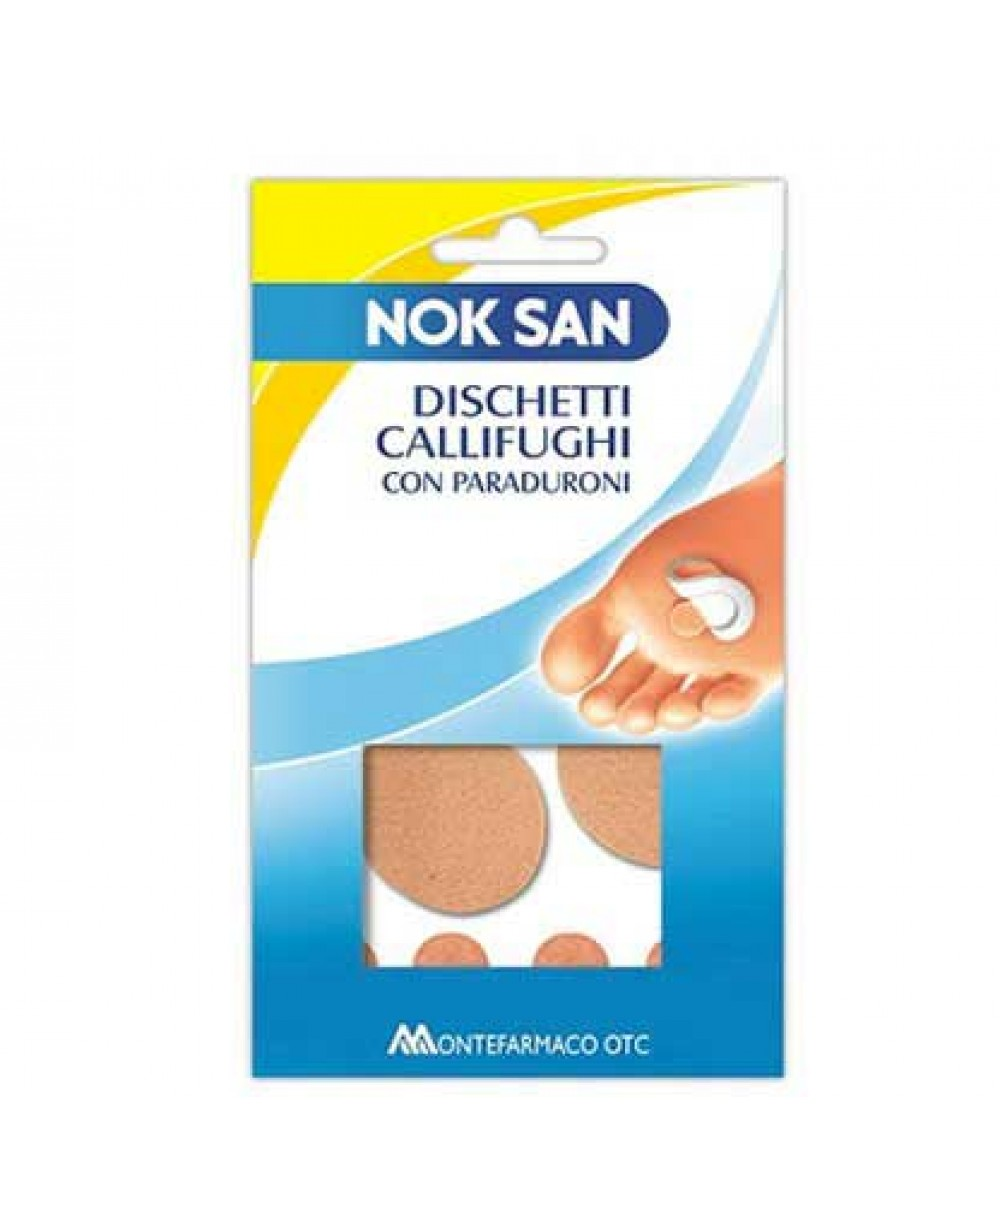 NOK SAN
DISCHETTI
CALLIFUGHI
CON PARADURONI
MONTEFARMACO OTC